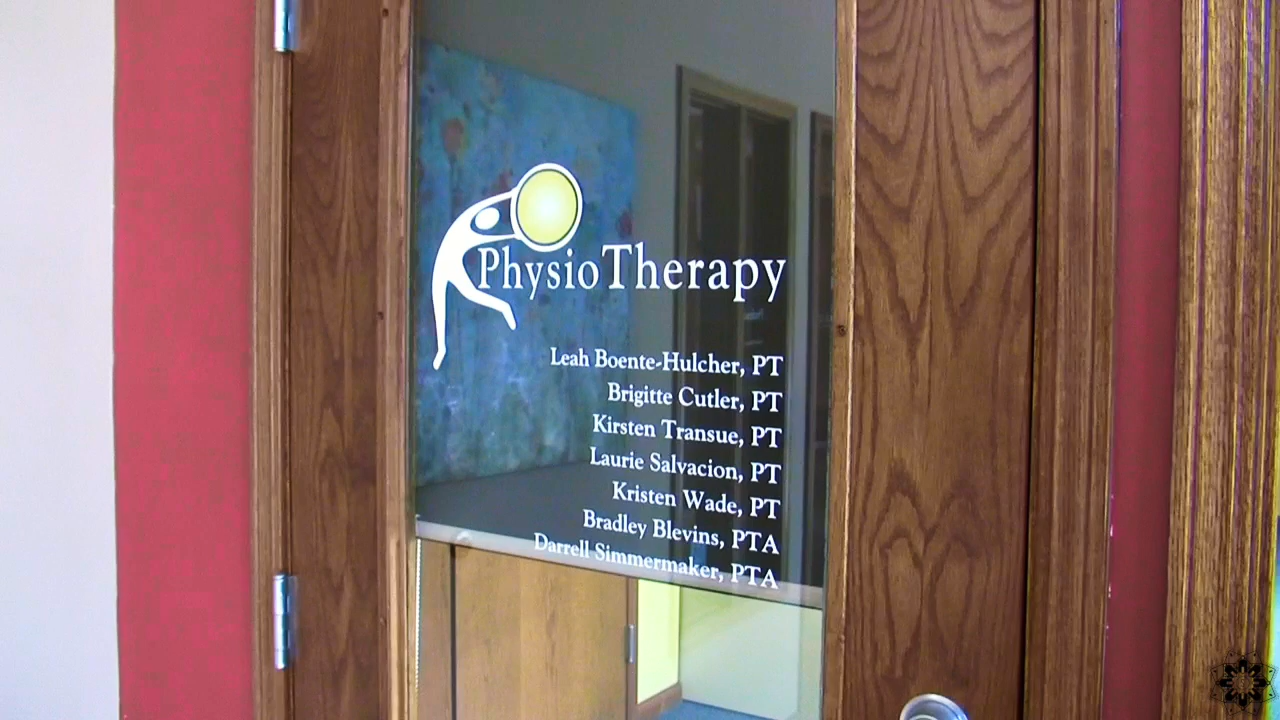 PhysioTherapy
Leah Boente-Hulcher, PT
Brigitte Cutler, PT
Kirsten Transue, PT
Laurie Salvacion, PT
Kristen Wade, PT
Bradley Blevins, PTA
Darrell Simmermaker, PTA